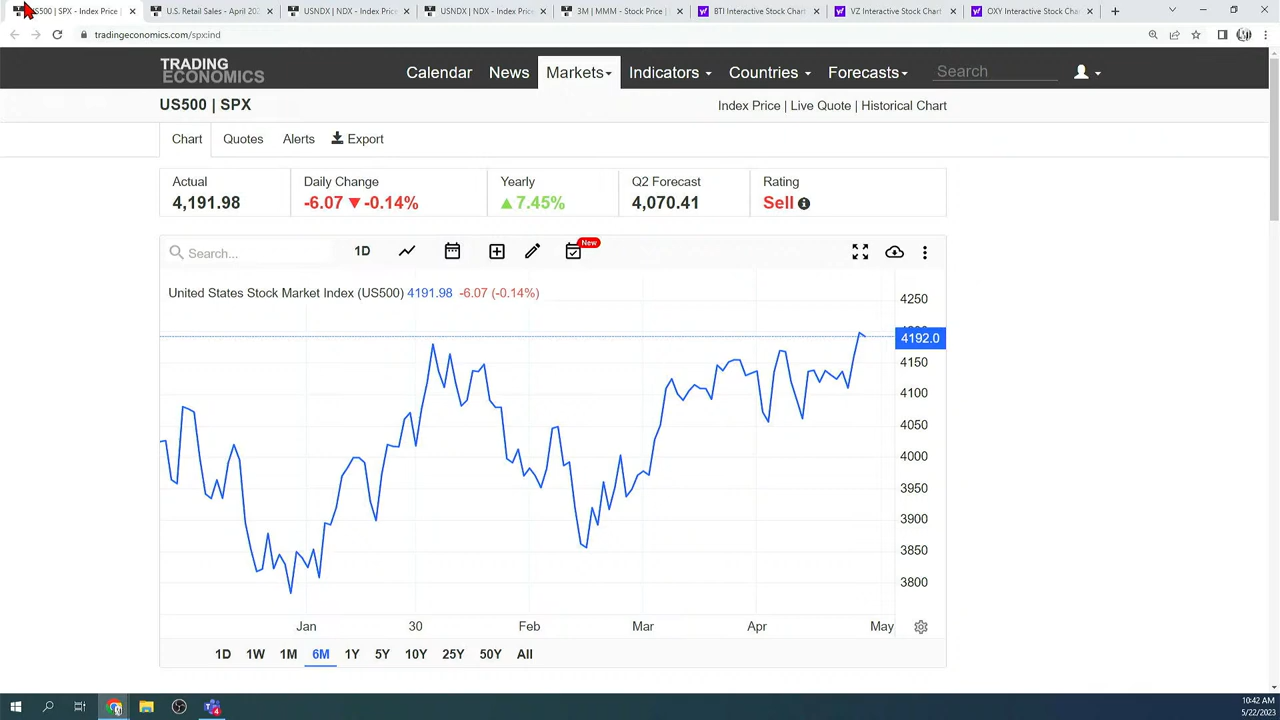 US500 | SPX - Index Price |
U.S. Retail Sales - April 202
USNDX | NDX - Index Price
USNDX | NDX - Index Price
3M | MMM - Stock Price |
BTI Interactive Stock Chart
VZ Interactive Stock Chart
OXY Interactive Stock Chart
tradingeconomics.com/spxind
TRADING
ECONOMICS
Calendar News Markets Indicators Countries Forecasts Search
US500 | SPX
Index Price | Live Quote | Historical Chart
Chart Quotes Alerts Export
Actual Daily Change Yearly Q2 Forecast Rating
4,191.98 -6.07 ▼ -0.14% ▲ 7.45% 4,070.41 Sell
New
Search... 1D
United States Stock Market Index (US500) 4191.98 -6.07 (-0.14%)
4250
4192.0
4150
4100
4050
4000
3950
3900
3850
3800
Jan 30 Feb Mar Apr May
1D 1W 1M 6M 1Y 5Y 10Y 25Y 50Y All
4
10:42 AM
5/22/2023